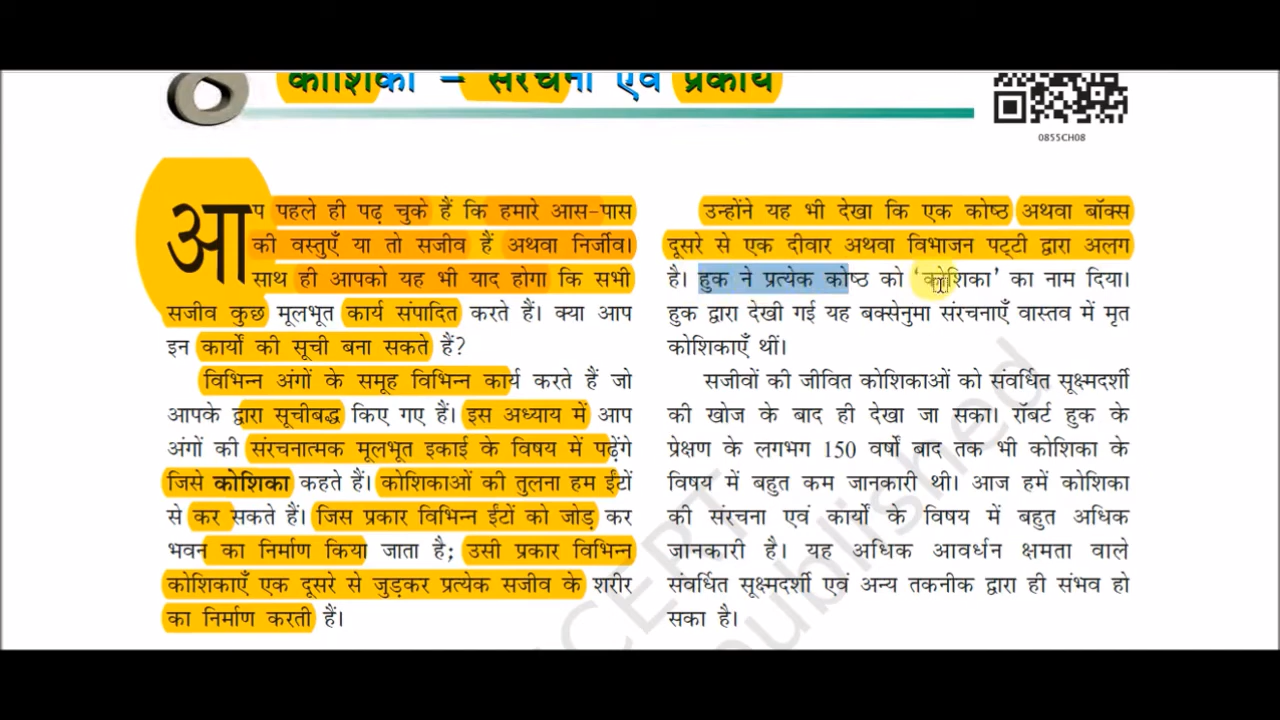 कोशिका – संरचना एवं प्रकार्य
0855CH08
आप पहले ही पढ़ चुके हैं कि हमारे आस-पास
की वस्तुएँ या तो सजीव हैं अथवा निर्जीव।
साथ ही आपको यह भी याद होगा कि सभी
सजीव कुछ मूलभूत कार्य संपादित करते हैं। क्या आप
इन कार्यों की सूची बना सकते हैं?
विभिन्न अंगों के समूह विभिन्न कार्य करते हैं जो
आपके द्वारा सूचीबद्ध किए गए हैं। इस अध्याय में आप
अंगों की संरचनात्मक मूलभूत इकाई के विषय में पढ़ेंगे
जिसे कोशिका कहते हैं। कोशिकाओं की तुलना हम ईंटों
से कर सकते हैं। जिस प्रकार विभिन्न ईंटों को जोड़ कर
भवन का निर्माण किया जाता है; उसी प्रकार विभिन्न
कोशिकाएँ एक दूसरे से जुड़कर प्रत्येक सजीव के शरीर
का निर्माण करती हैं।
उन्होंने यह भी देखा कि एक कोष्ठ अथवा बॉक्स
दूसरे से एक दीवार अथवा विभाजन पट्टी द्वारा अलग
है। हुक ने प्रत्येक कोष्ठ को ‘कोशिका’ का नाम दिया।
हुक द्वारा देखी गई यह बक्सेनुमा संरचनाएँ वास्तव में मृत
कोशिकाएँ थीं।
सजीवों की जीवित कोशिकाओं को संवर्धित सूक्ष्मदर्शी
की खोज के बाद ही देखा जा सका। रॉबर्ट हुक के
प्रेक्षण के लगभग 150 वर्षों बाद तक भी कोशिका के
विषय में बहुत कम जानकारी थी। आज हमें कोशिका
की संरचना एवं कार्यों के विषय में बहुत अधिक
जानकारी है। यह अधिक आवर्धन क्षमता वाले
संवर्धित सूक्ष्मदर्शी एवं अन्य तकनीक द्वारा ही संभव हो
सका है।
published